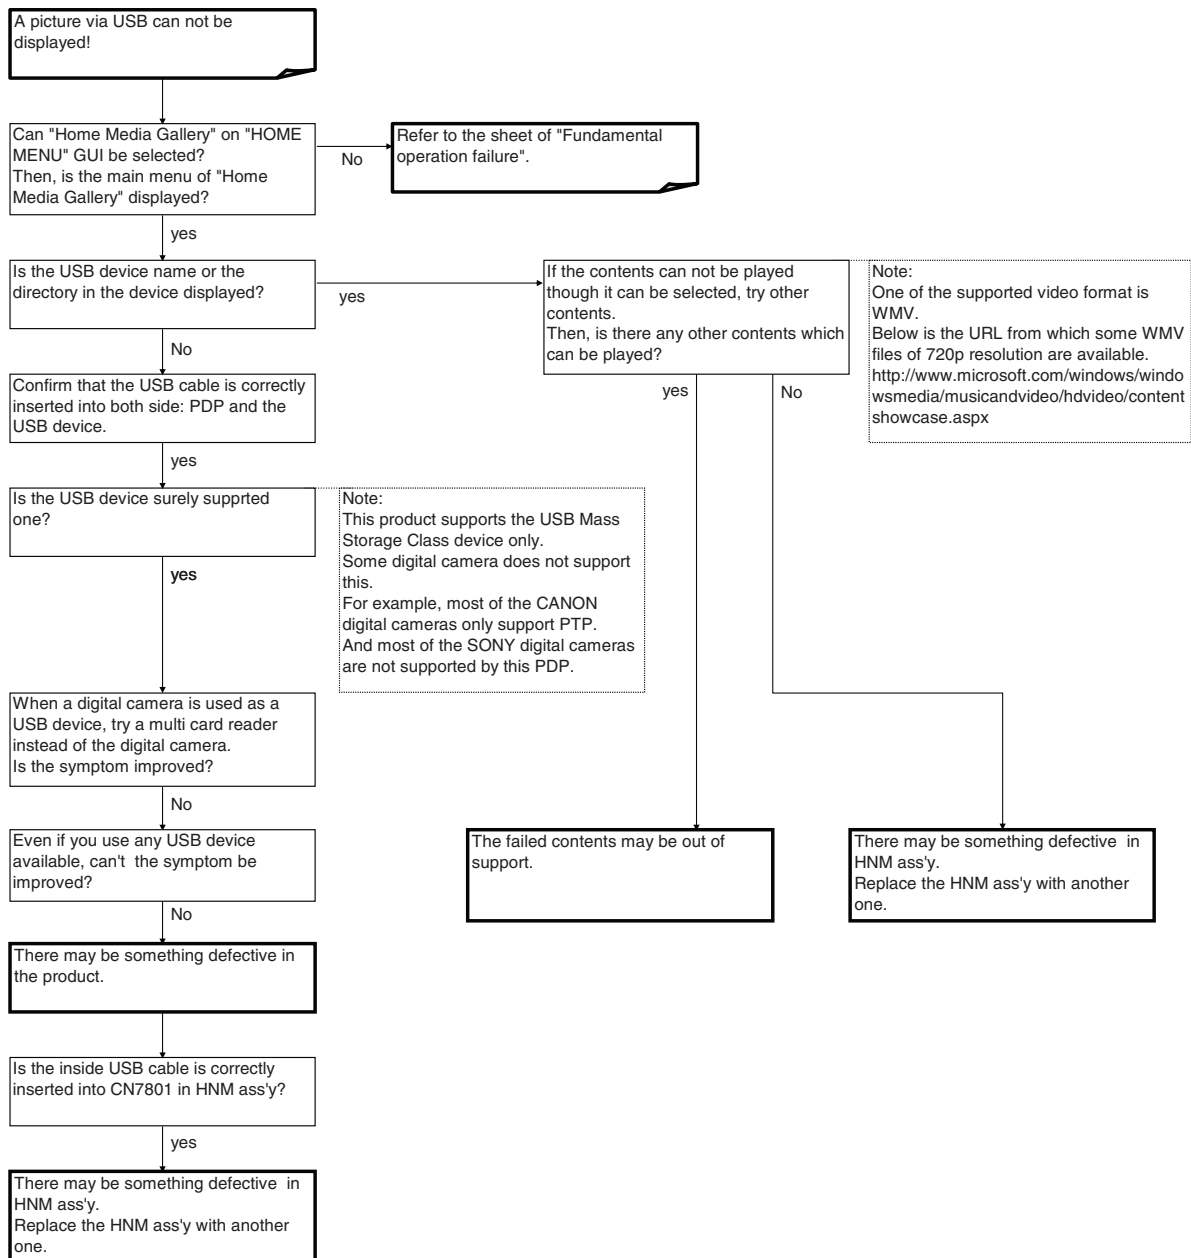 A picture via USB can not be
displayed!
Can "Home Media Gallery" on "HOME
MENU" GUI be selected?
Then, is the main menu of "Home
Media Gallery" displayed?
No
Refer to the sheet of "Fundamental
operation failure".
yes
Is the USB device name or the
directory in the device displayed?
yes
If the contents can not be played
though it can be selected, try other
contents.
Then, is there any other contents which
can be played?
Note:
One of the supported video format is
WMV.
Below is the URL from which some WMV
files of 720p resolution are available.
http://www.microsoft.com/windows/windo
wsmedia/musicandvideo/hdvideo/content
showcase.aspx
No
Confirm that the USB cable is correctly
inserted into both side: PDP and the
USB device.
yes
No
yes
Is the USB device surely supprted
one?
Note:
This product supports the USB Mass
Storage Class device only.
Some digital camera does not support
this.
For example, most of the CANON
digital cameras only support PTP.
And most of the SONY digital cameras
are not supported by this PDP.
yes
When a digital camera is used as a
USB device, try a multi card reader
instead of the digital camera.
Is the symptom improved?
No
Even if you use any USB device
available, can't  the symptom be
improved?
The failed contents may be out of
support.
There may be something defective  in
HNM ass'y.
Replace the HNM ass'y with another
one.
No
There may be something defective in
the product.
Is the inside USB cable is correctly
inserted into CN7801 in HNM ass'y?
yes
There may be something defective  in
HNM ass'y.
Replace the HNM ass'y with another
one.